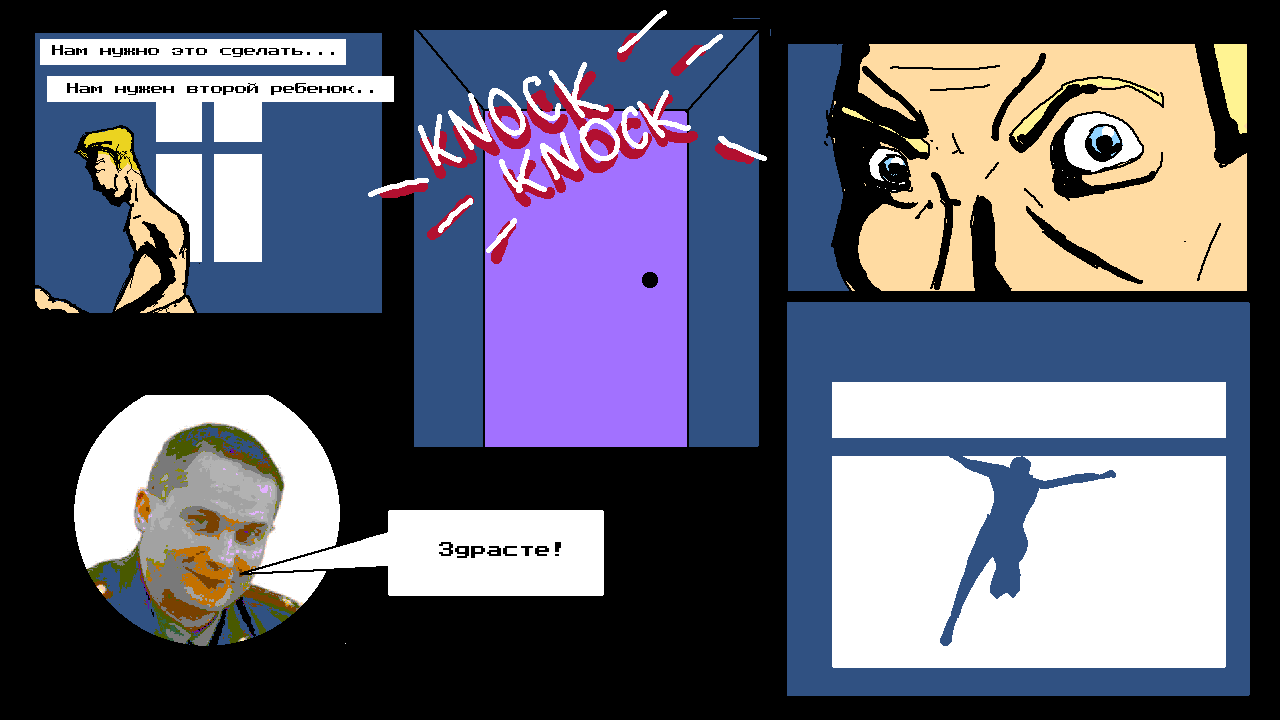 Нам нужно это сделать...
Нам нужен второй ребенок..
KNOCK
KNOCK
Здрасте!